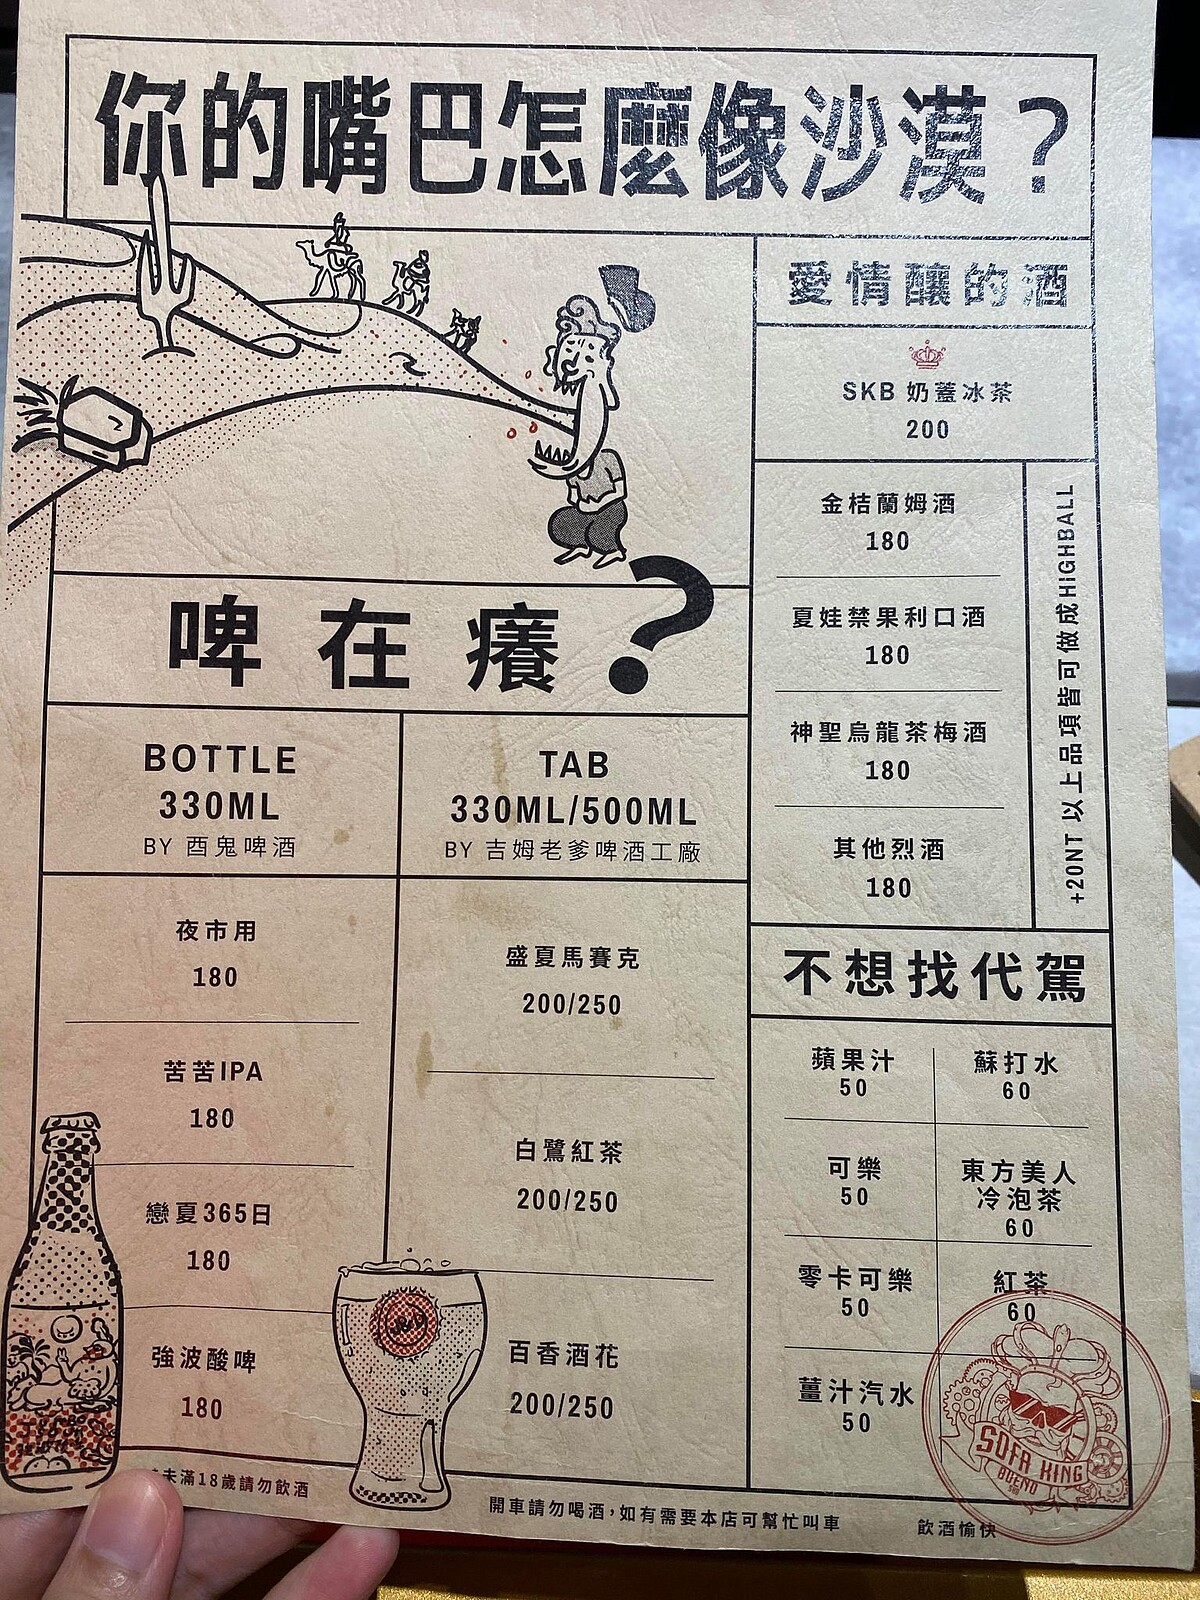 你的嘴巴怎麼像沙漠？
愛情釀的酒
SKB 奶蓋冰茶
200
金桔蘭姆酒
180
夏娃禁果利口酒
180
神聖烏龍茶梅酒
180
其他烈酒
180
+20NT 以上品項皆可做成HIGHBALL
啤在癢？
BOTTLE
330ML
BY 酉鬼啤酒
夜市用
180
苦苦IPA
180
戀夏365日
180
強波酸啤
180
TAB
330ML/500ML
BY 吉姆老爹啤酒工廠
盛夏馬賽克
200/250
白鷺紅茶
200/250
百香酒花
200/250
不想找代駕
蘋果汁
50
可樂
50
零卡可樂
50
薑汁汽水
50
蘇打水
60
東方美人
冷泡茶
60
紅茶
60
SOFA KING
BUENO
未滿18歲請勿飲酒
開車請勿喝酒，如有需要本店可幫忙叫車
飲酒愉快